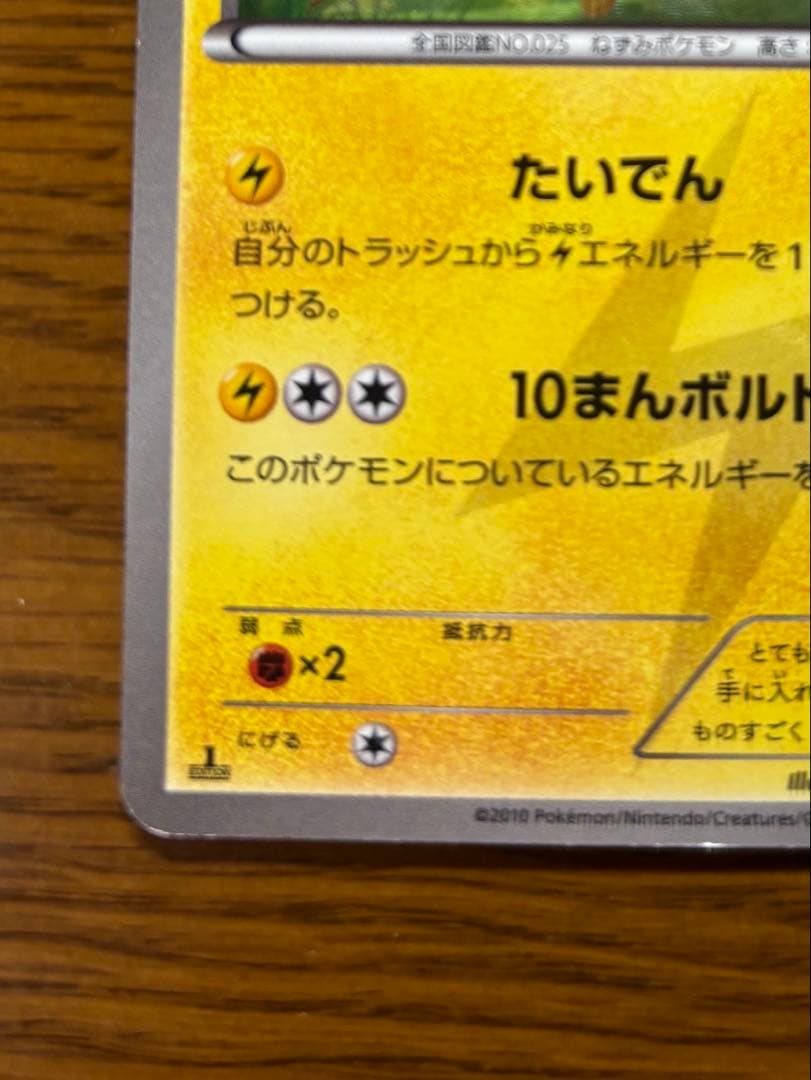 全国図鑑NO.025 ねずみポケモン 高さ
たいでん
じぶん かみなり
自分のトラッシュからエネルギーを1
つける。
10まんボルト
このポケモンについているエネルギーを
弱点 抵抗力
×2
とても
て い
手に入れ
にげる
ものすごく
1
EDITION
©2010 Pokémon/Nintendo/Creatures/G